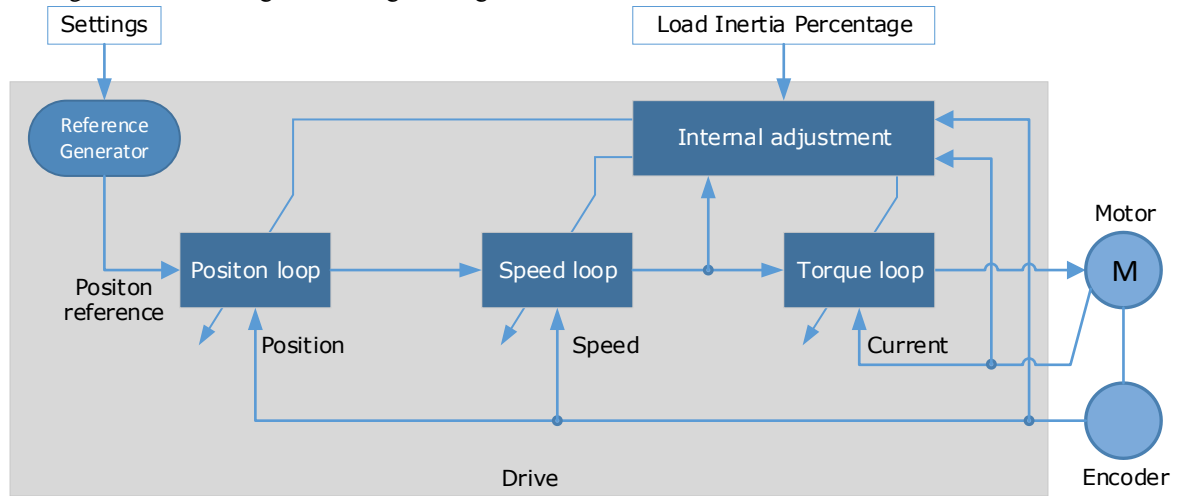 Settings
Load Inertia Percentage
Reference
Generator
Internal adjustment
Motor
M
Positon loop
Speed loop
Torque loop
Positon
reference
Position
Speed
Current
Drive
Encoder